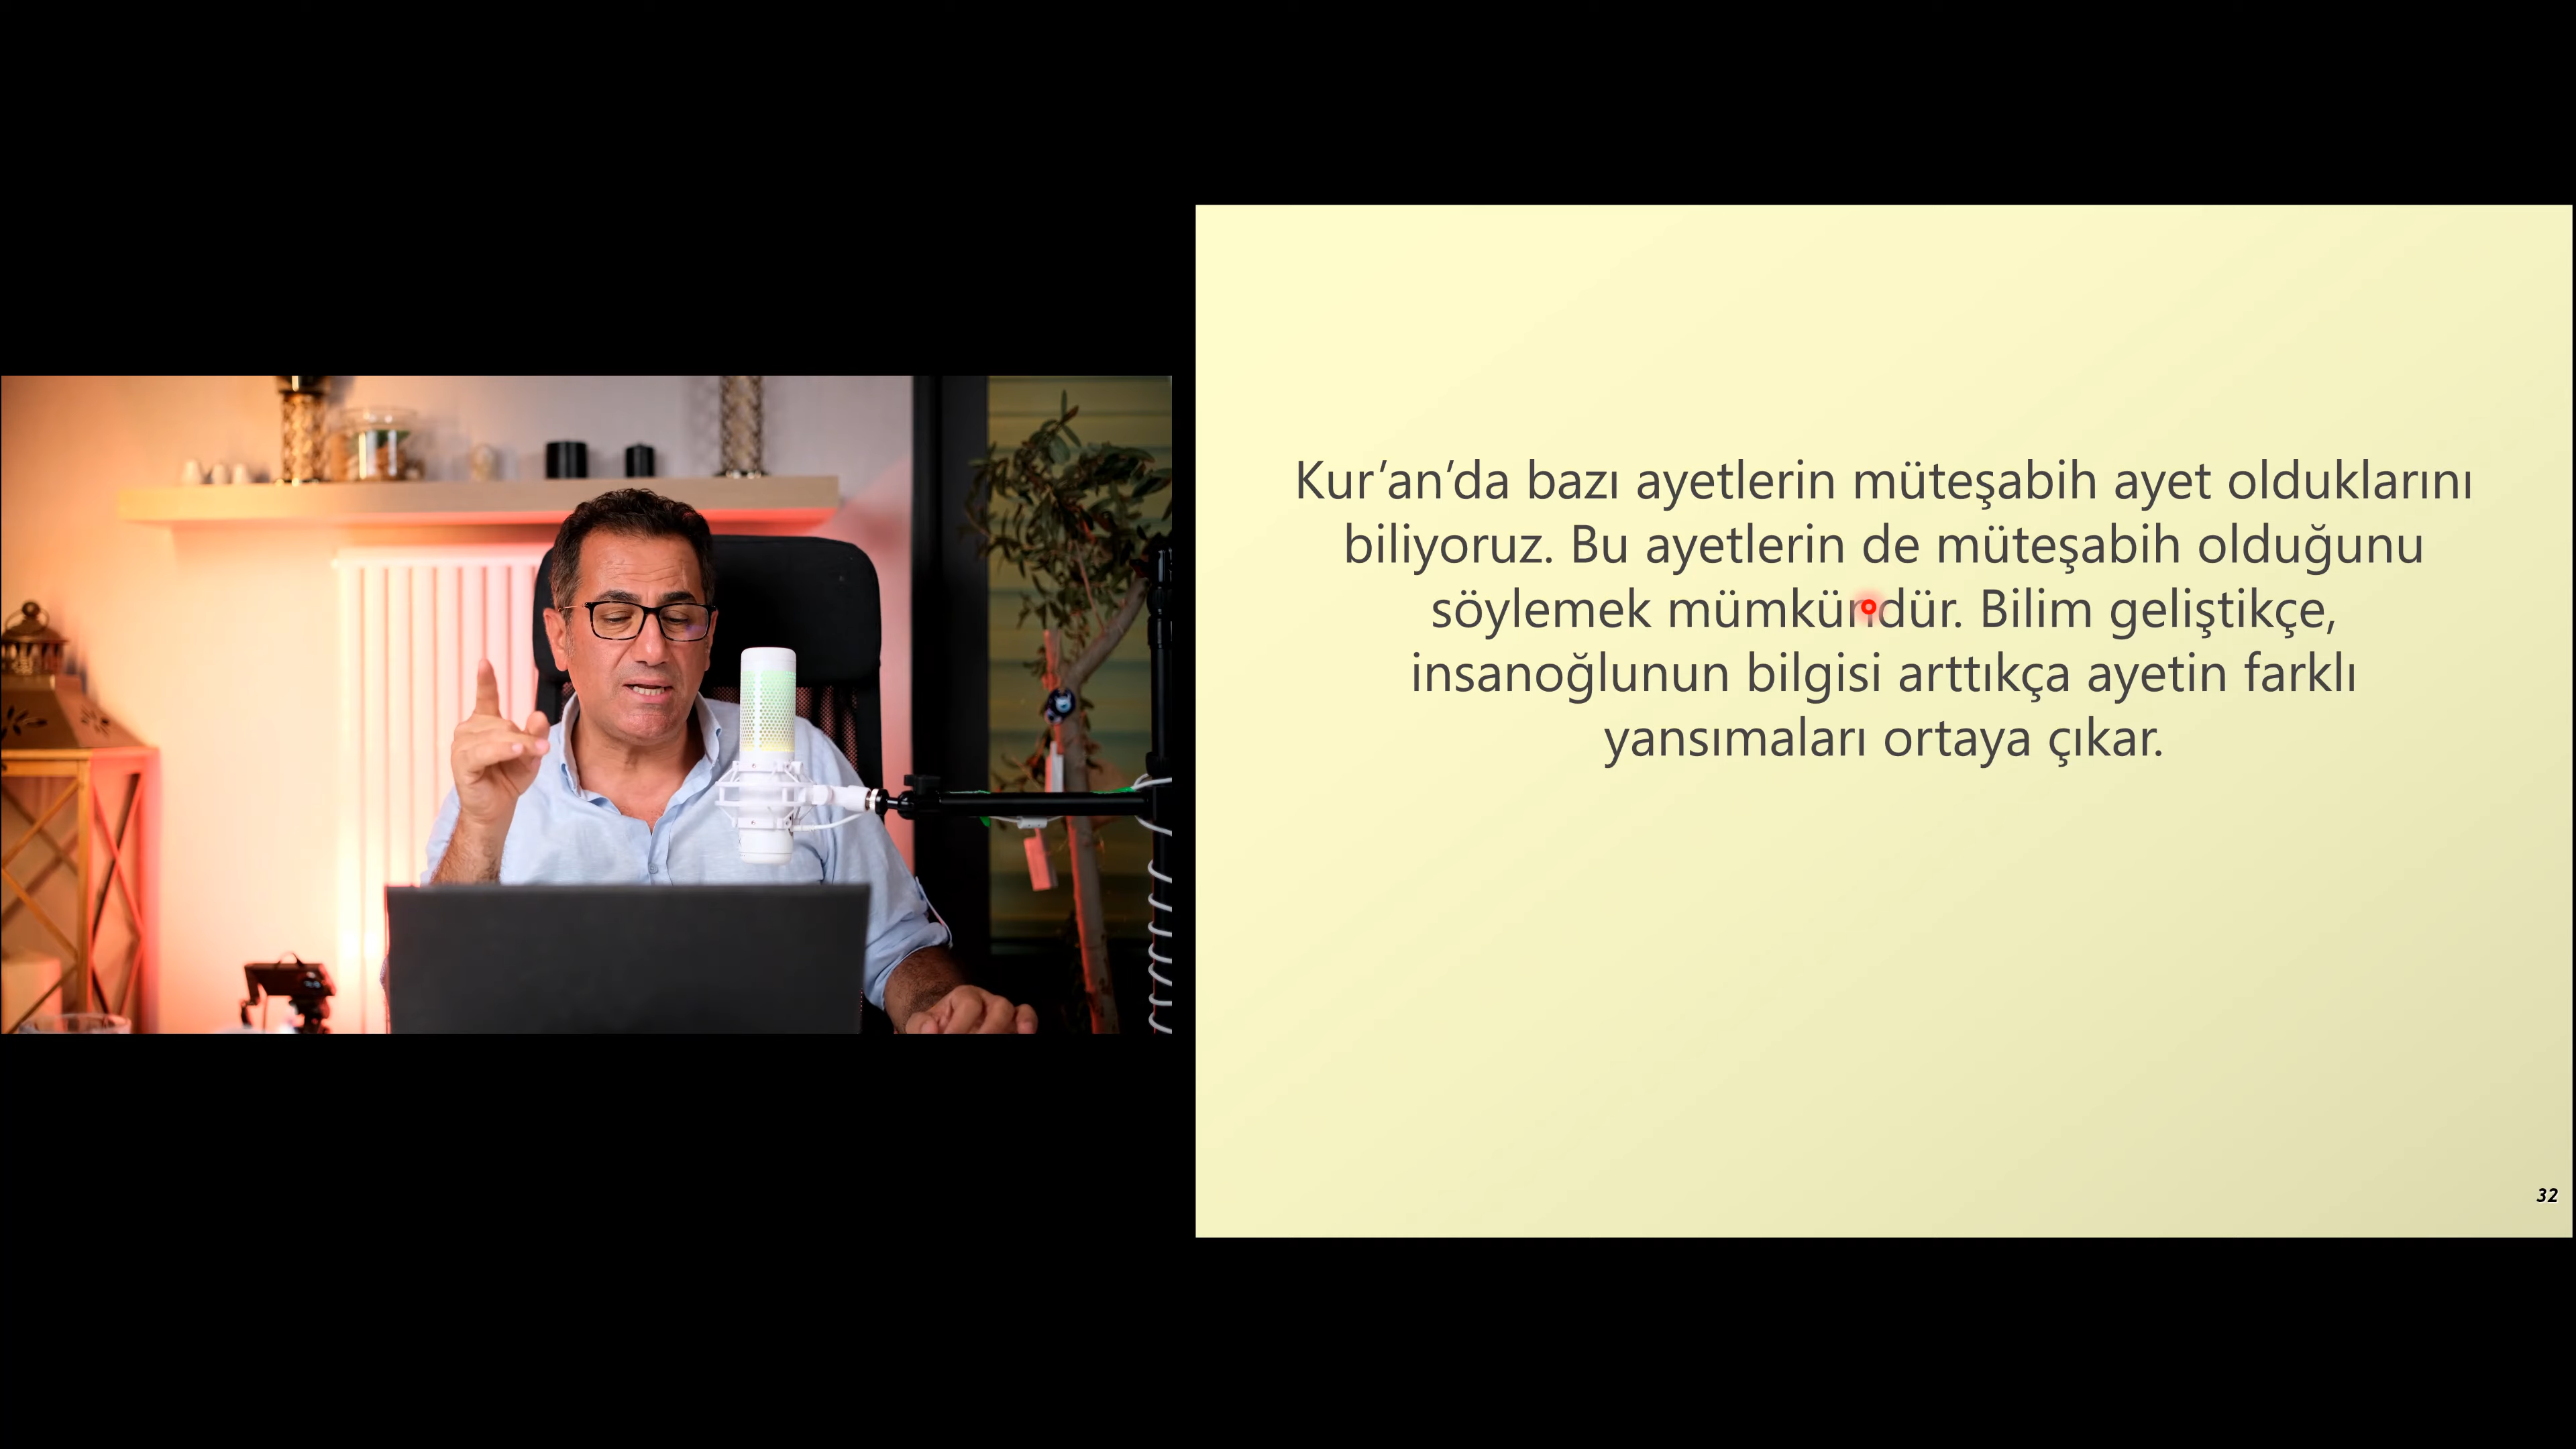 Kur’an’da bazı ayetlerin müteşabih ayet olduklarını
biliyoruz. Bu ayetlerin de müteşabih olduğunu
söylemek mümkündür. Bilim geliştikçe,
insanoğlunun bilgisi arttıkça ayetin farklı
yansımaları ortaya çıkar.
32